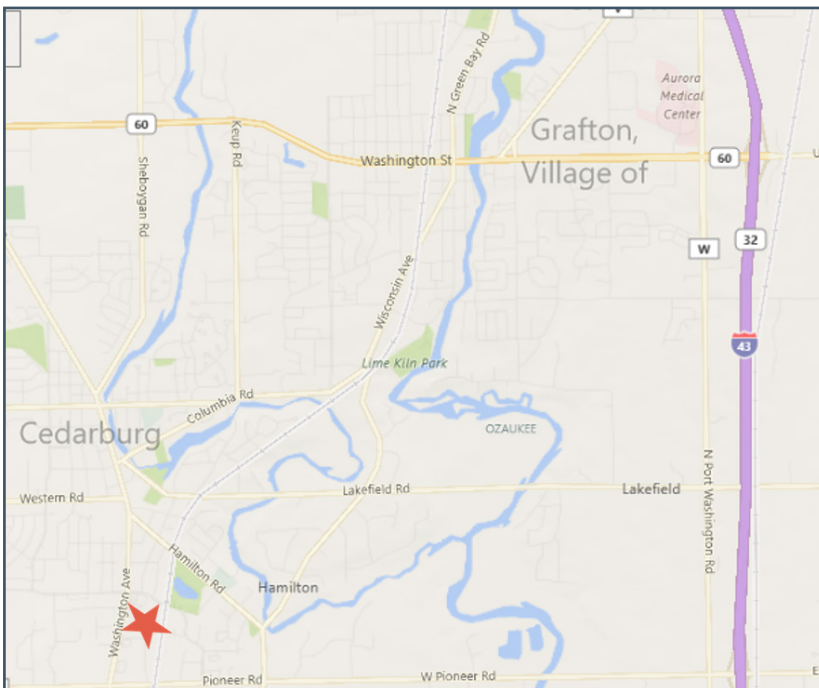 N Green Bay Rd
Aurora
Medical
Center
60
Keup Rd
Grafton,
Village of
Washington St
60
Sheboygan Rd
W
32
Wisconsin Ave
43
Lime Kiln Park
Columbia Rd
Cedarburg
OZAUKEE
Western Rd
Lakefield Rd
Lakefield
N Port Washington Rd
Hamilton Rd
Hamilton
Washington Ave
Pioneer Rd
W Pioneer Rd